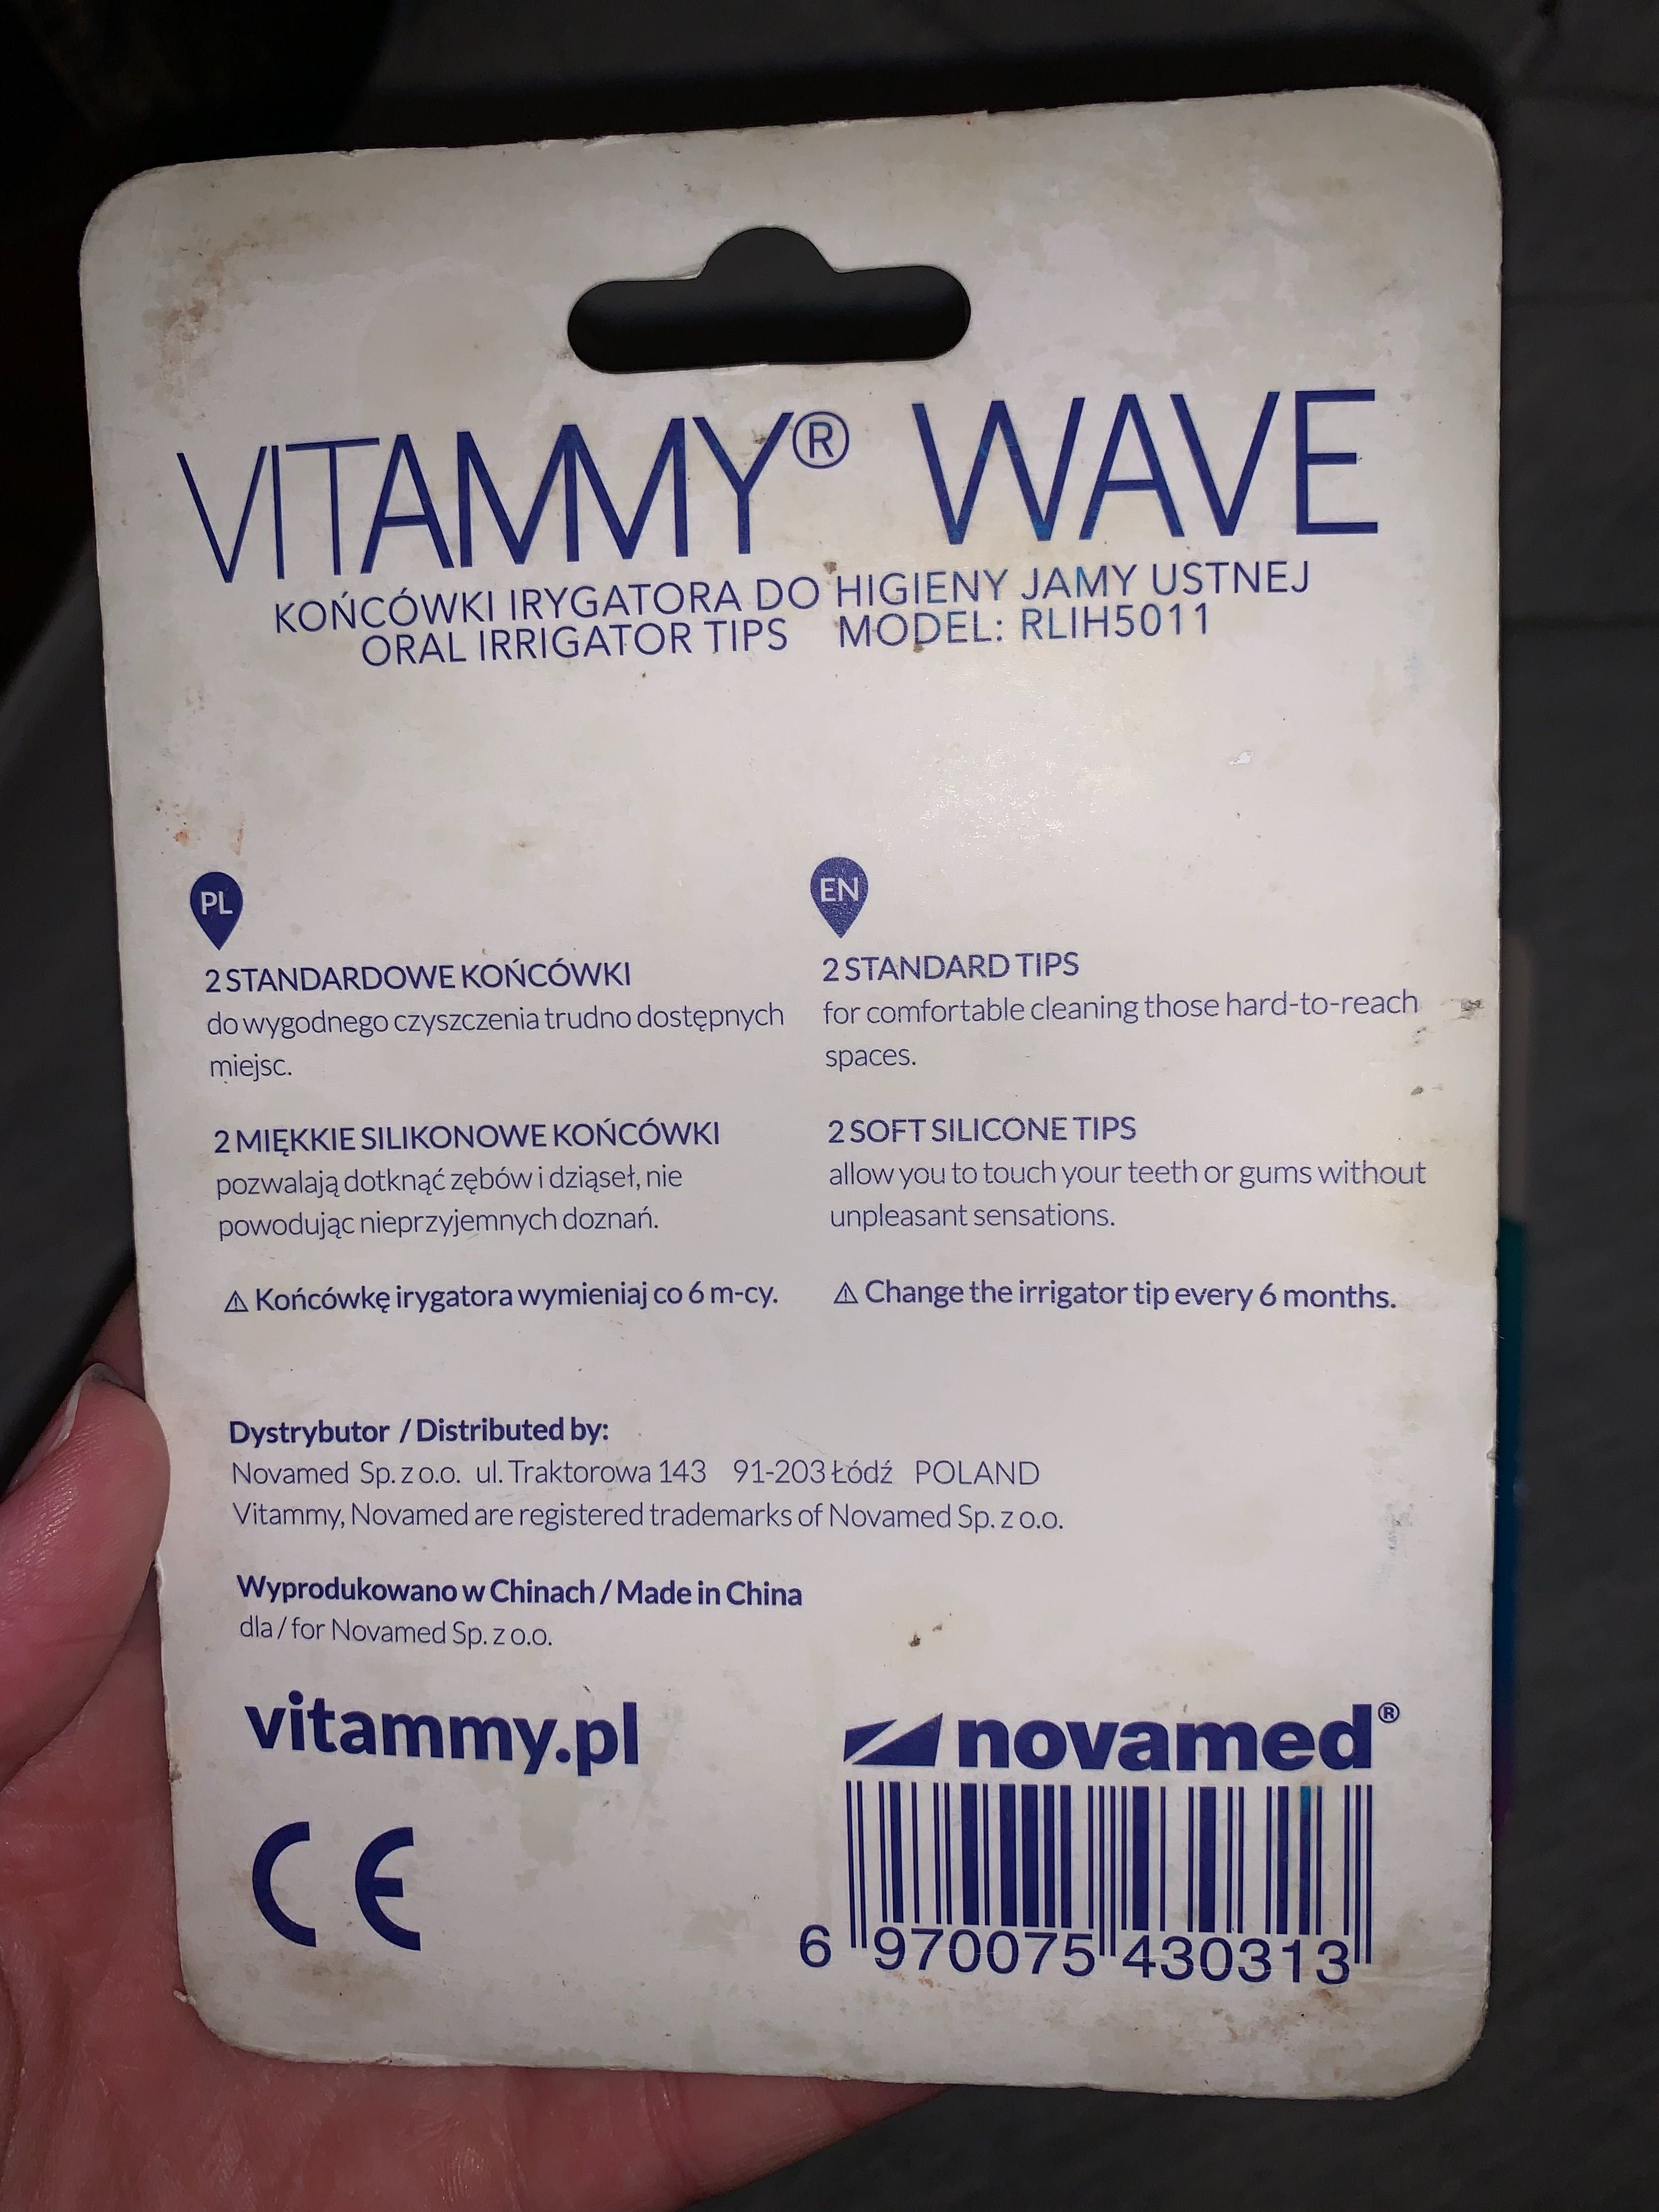 VITAMMY® WAVE
KOŃCÓWKI IRYGATORA DO HIGIENY JAMY USTNEJ
ORAL IRRIGATOR TIPS MODEL: RLIH5011
PL
2 STANDARDOWE KOŃCÓWKI
do wygodnego czyszczenia trudno dostępnych
miejsc.
2 MIĘKKIE SILIKONOWE KOŃCÓWKI
pozwalają dotknąć zębów i dziąseł, nie
powodując nieprzyjemnych doznań.
⚠ Końcówkę irygatora wymieniaj co 6 m-cy.
EN
2 STANDARD TIPS
for comfortable cleaning those hard-to-reach
spaces.
2 SOFT SILICONE TIPS
allow you to touch your teeth or gums without
unpleasant sensations.
⚠ Change the irrigator tip every 6 months.
Dystrybutor / Distributed by:
Novamed Sp. z o.o. ul. Traktorowa 143 91-203 Łódź POLAND
Vitammy, Novamed are registered trademarks of Novamed Sp. z o.o.
Wyprodukowano w Chinach / Made in China
dla / for Novamed Sp. z o.o.
vitammy.pl
novamed®
CE
6 970075 430313